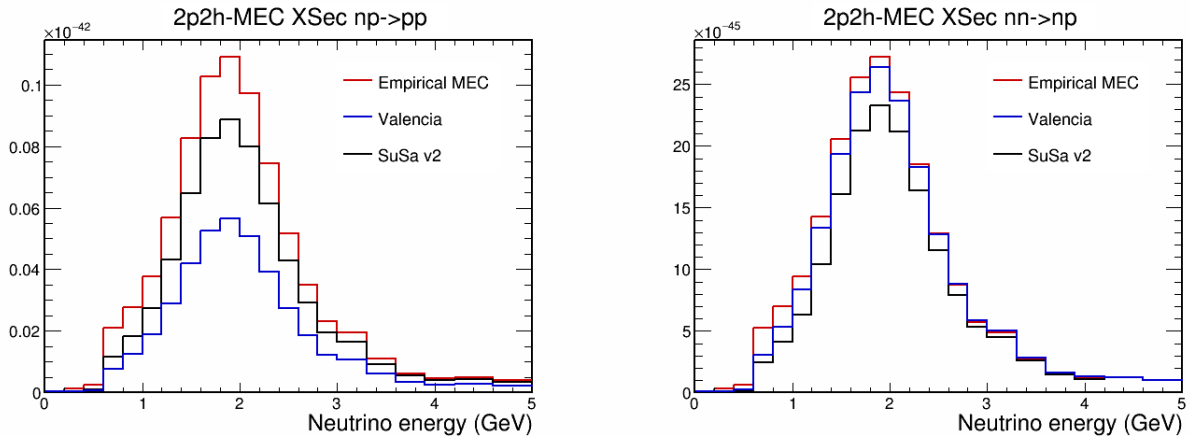 2p2h-MEC XSec np->pp
×10⁻⁴²
0.1
0.08
0.06
0.04
0.02
0
Empirical MEC
Valencia
SuSa v2
0 1 2 3 4 5
Neutrino energy (GeV)
2p2h-MEC XSec nn->np
×10⁻⁴⁵
25
20
15
10
5
0
Empirical MEC
Valencia
SuSa v2
0 1 2 3 4 5
Neutrino energy (GeV)